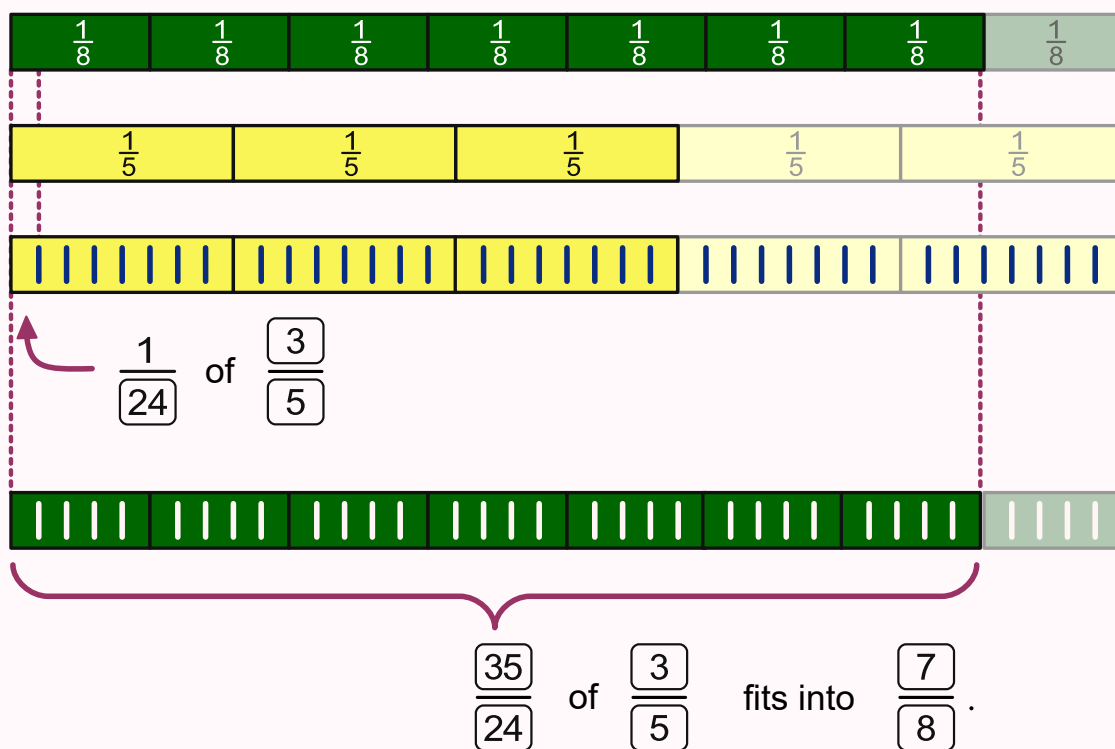 1/8 1/8 1/8 1/8 1/8 1/8 1/8 1/8
1/5 1/5 1/5 1/5 1/5
1/24 of 3/5
35/24 of 3/5 fits into 7/8 .